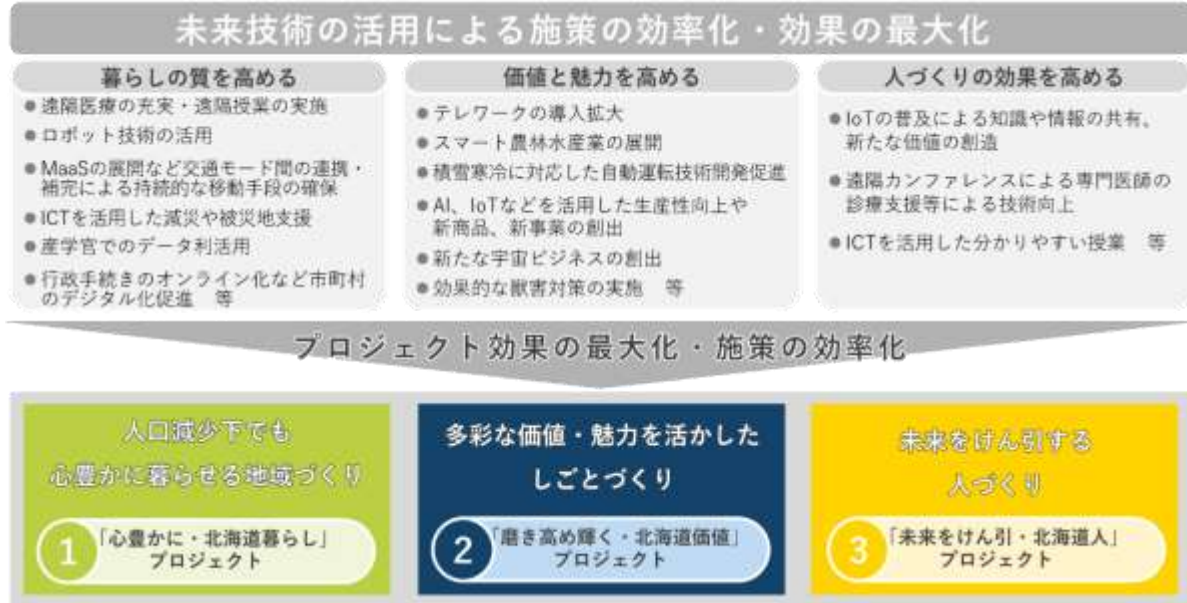 未来技術の活用による施策の効率化・効果の最大化
暮らしの質を高める
●遠隔医療の充実・遠隔授業の実施
●ロボット技術の活用
●MaaSの展開など交通モード間の連携・
補完による持続的な移動手段の確保
●ICTを活用した減災や被災地支援
●産学官でのデータ利活用
●行政手続きのオンライン化など市町村
のデジタル化促進　等
価値と魅力を高める
●テレワークの導入拡大
●スマート農林水産業の展開
●積雪寒冷に対応した自動運転技術開発促進
●AI、IoTなどを活用した生産性向上や
新商品、新事業の創出
●新たな宇宙ビジネスの創出
●効果的な獣害対策の実施　等
人づくりの効果を高める
●IoTの普及による知識や情報の共有、
新たな価値の創造
●遠隔カンファレンスによる専門医師の
診療支援等による技術向上
●ICTを活用した分かりやすい授業　等
プロジェクト効果の最大化・施策の効率化
人口減少下でも
心豊かに暮らせる地域づくり
1
「心豊かに・北海道暮らし」
プロジェクト
多彩な価値・魅力を活かした
しごとづくり
2
「磨き高め輝く・北海道価値」
プロジェクト
未来をけん引する
人づくり
3
「未来をけん引・北海道人」
プロジェクト